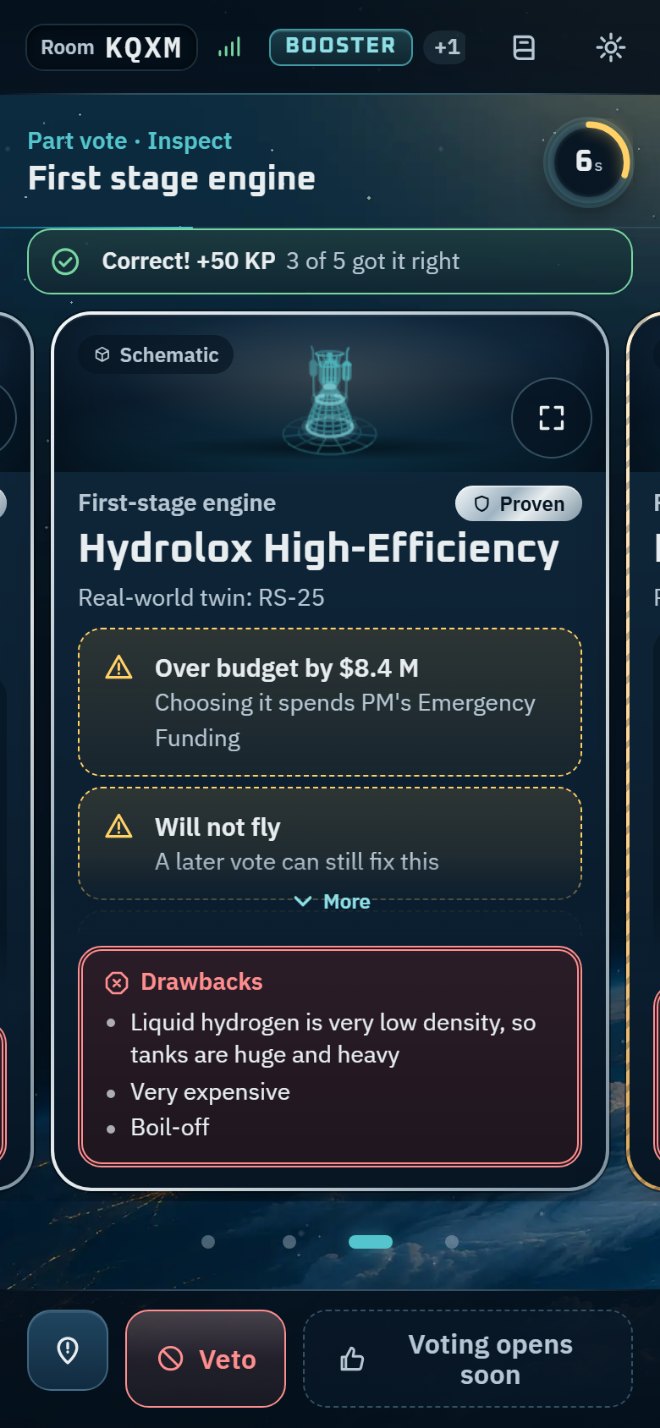 Room KQXM BOOSTER +1
Part vote · Inspect
First stage engine
6s
Correct! +50 KP 3 of 5 got it right
Schematic
First-stage engine
Proven
Hydrolox High-Efficiency
Real-world twin: RS-25
Over budget by $8.4 M
Choosing it spends PM's Emergency
Funding
Will not fly
A later vote can still fix this
More
Drawbacks
Liquid hydrogen is very low density, so
tanks are huge and heavy
Very expensive
Boil-off
Veto
Voting opens
soon